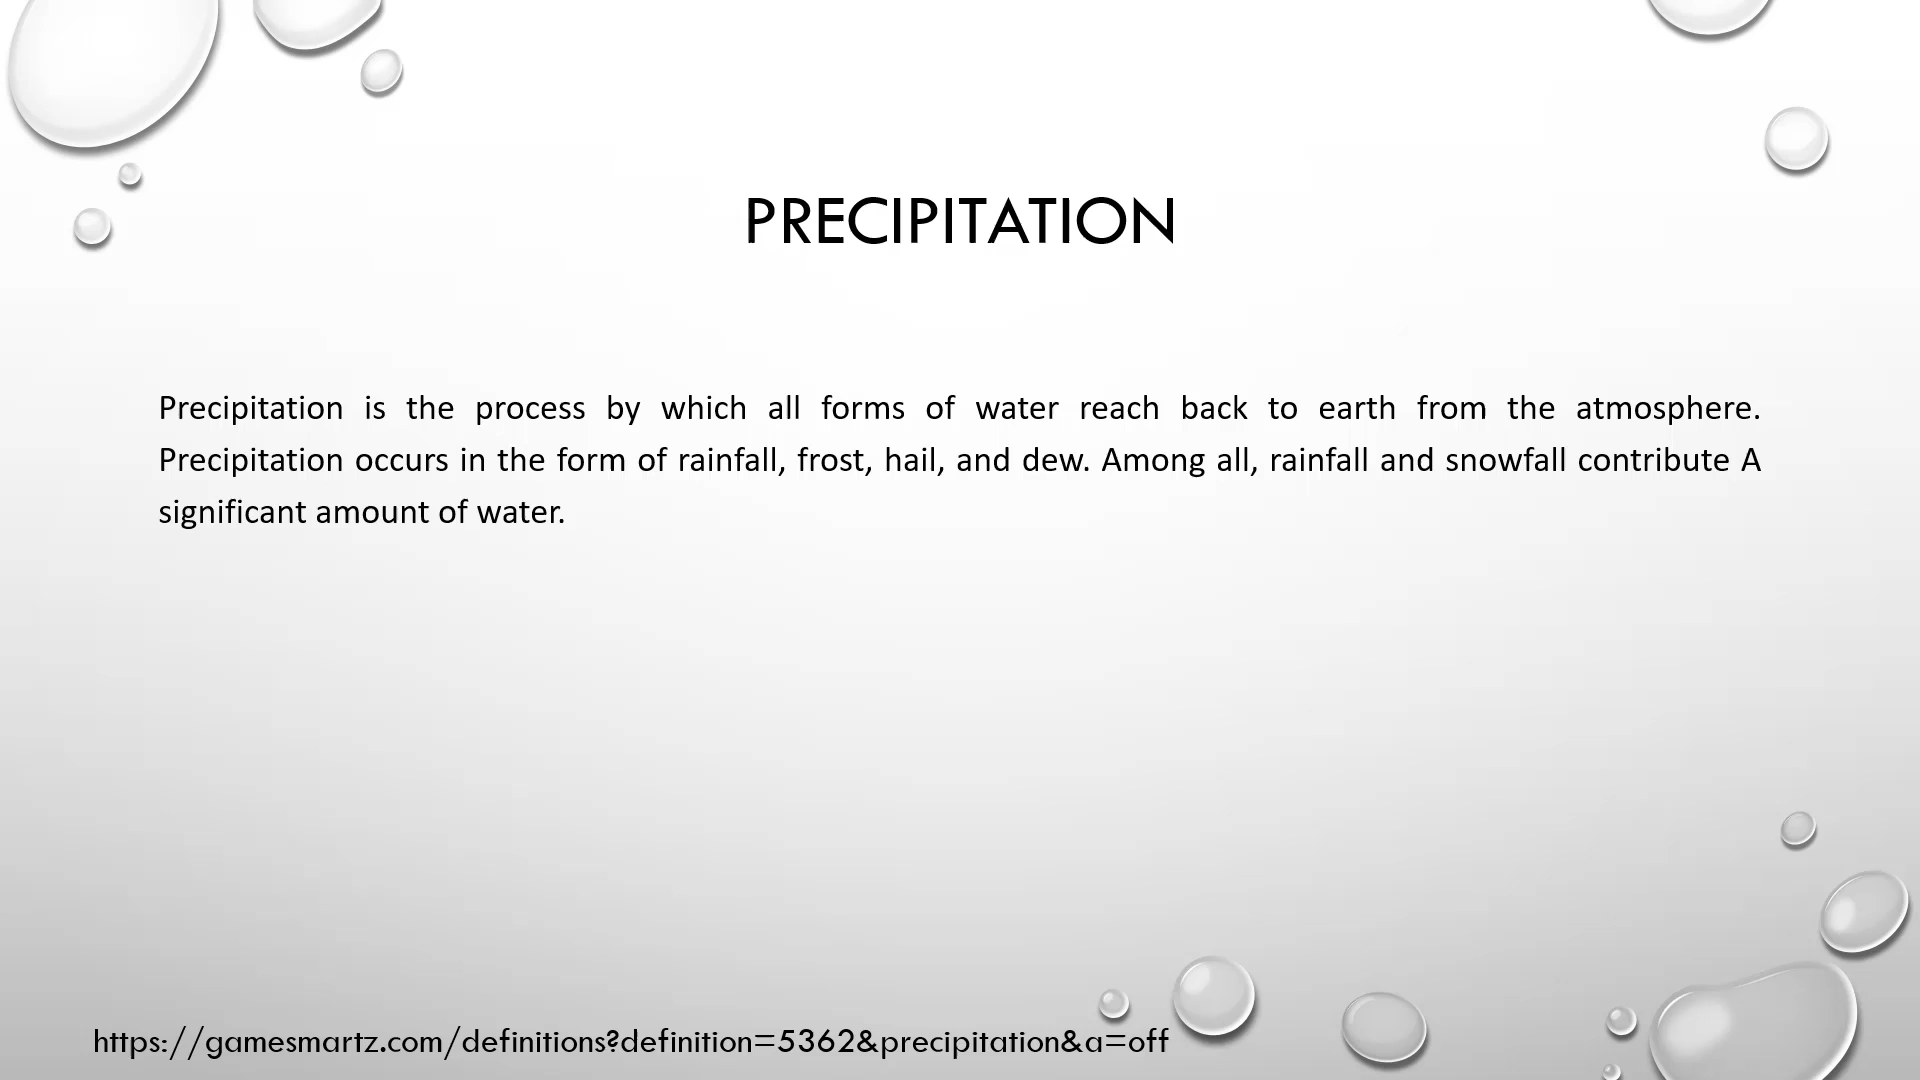 PRECIPITATION
Precipitation is the process by which all forms of water reach back to earth from the atmosphere.
Precipitation occurs in the form of rainfall, frost, hail, and dew. Among all, rainfall and snowfall contribute A
significant amount of water.
https://gamesmartz.com/definitions?definition=5362&precipitation&a=off